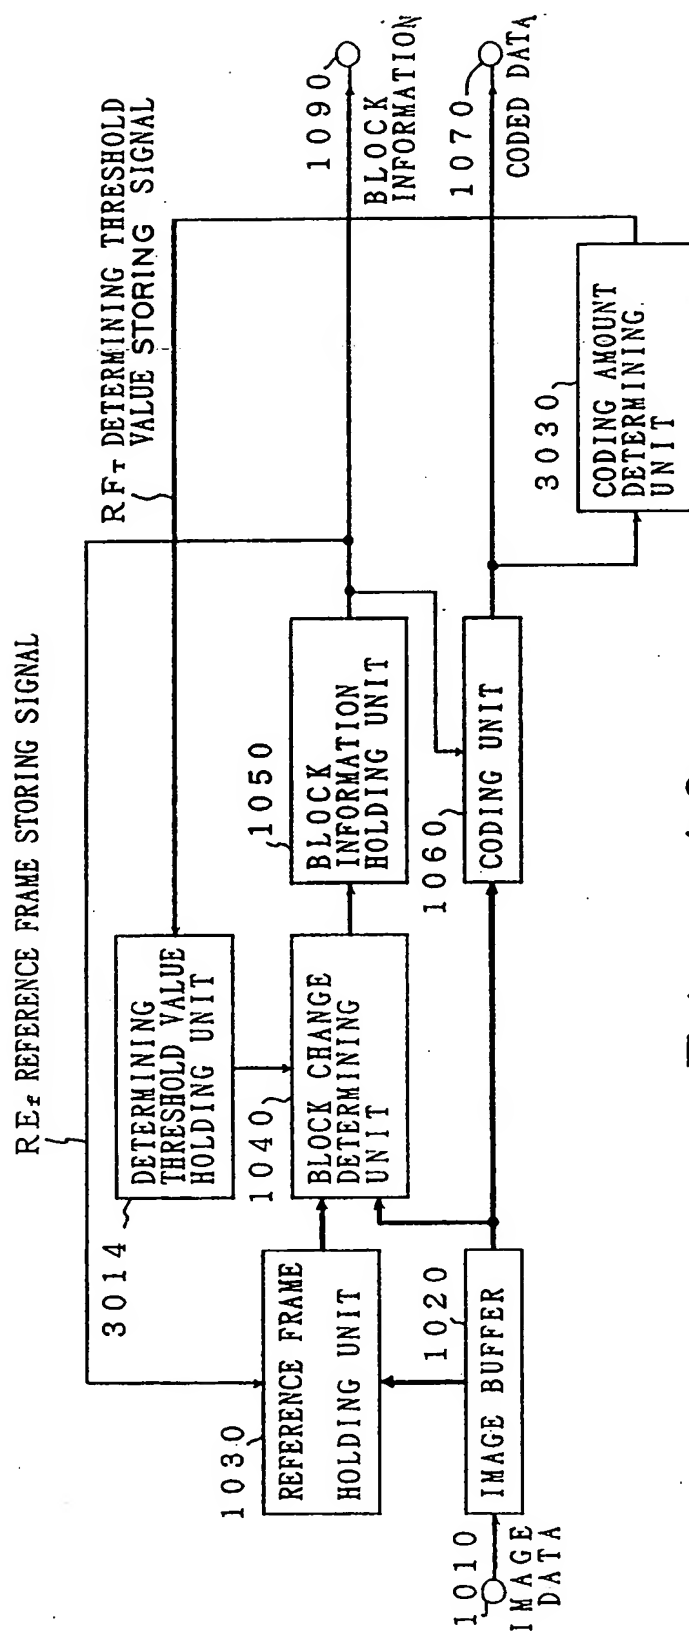 RE_f REFERENCE FRAME STORING SIGNAL
RF_T DETERMINING THRESHOLD
VALUE STORING SIGNAL
3014
DETERMINING
THRESHOLD VALUE
HOLDING UNIT
1030
REFERENCE FRAME
HOLDING UNIT
1040
BLOCK CHANGE
DETERMINING
UNIT
1050
BLOCK
INFORMATION
HOLDING UNIT
1090
BLOCK
INFORMATION
1010
IMAGE
DATA
1020
IMAGE BUFFER
1060
CODING UNIT
1070
CODED DATA
3030
CODING AMOUNT
DETERMINING
UNIT